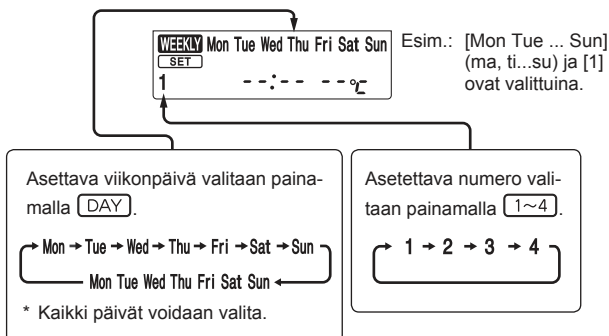 WEEKLY Mon Tue Wed Thu Fri Sat Sun
SET
1 --:-- --°C
Esim.: [Mon Tue ... Sun]
(ma, ti...su) ja [1]
ovat valittuina.
Asettava viikonpäivä valitaan paina-
malla DAY.
→ Mon → Tue → Wed → Thu → Fri → Sat → Sun
Mon Tue Wed Thu Fri Sat Sun ←
* Kaikki päivät voidaan valita.
Asetettava numero vali-
taan painamalla 1~4.
→ 1 → 2 → 3 → 4